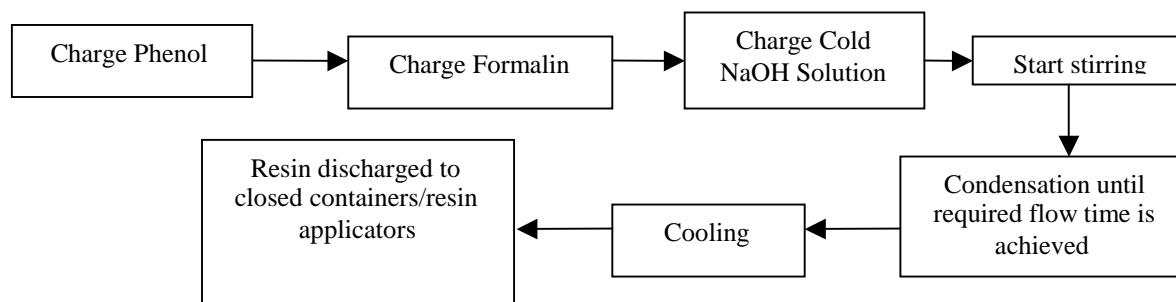 Charge Phenol
Charge Formalin
Charge Cold
NaOH Solution
Start stirring
Condensation until
required flow time is
achieved
Cooling
Resin discharged to
closed containers/resin
applicators